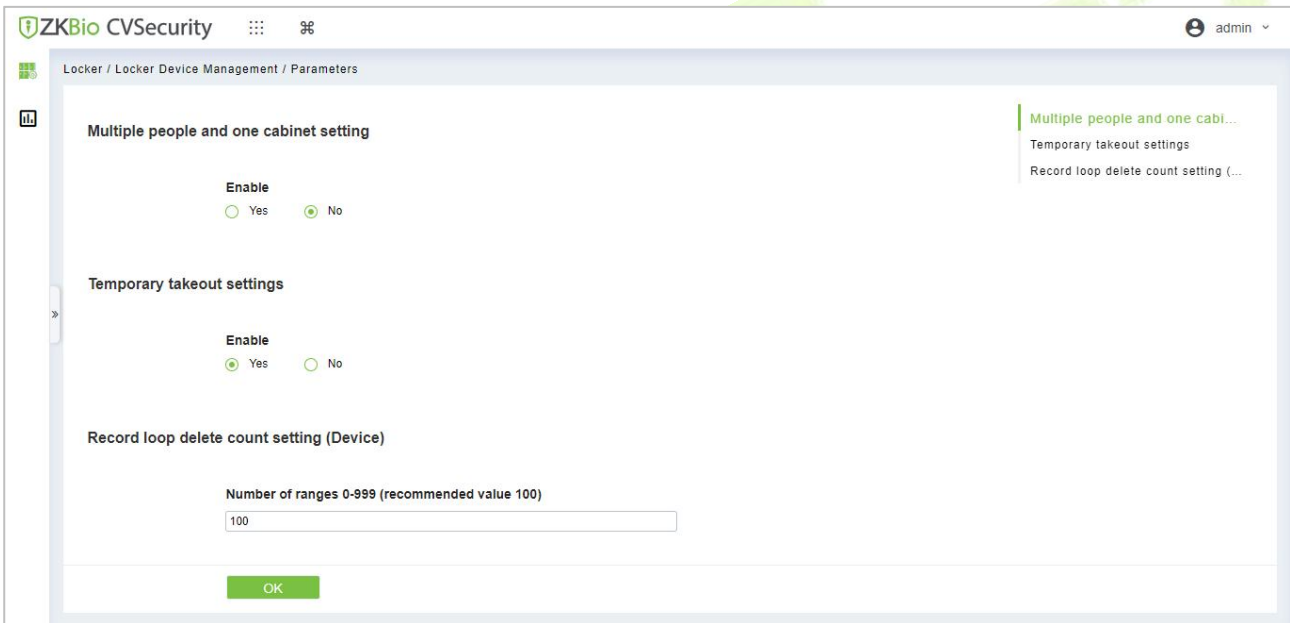 ZKBio CVSecurity
admin
Locker / Locker Device Management / Parameters
Multiple people and one cabinet setting
Enable
Yes No
Temporary takeout settings
Enable
Yes No
Record loop delete count setting (Device)
Number of ranges 0-999 (recommended value 100)
100
OK
Multiple people and one cabi...
Temporary takeout settings
Record loop delete count setting (...